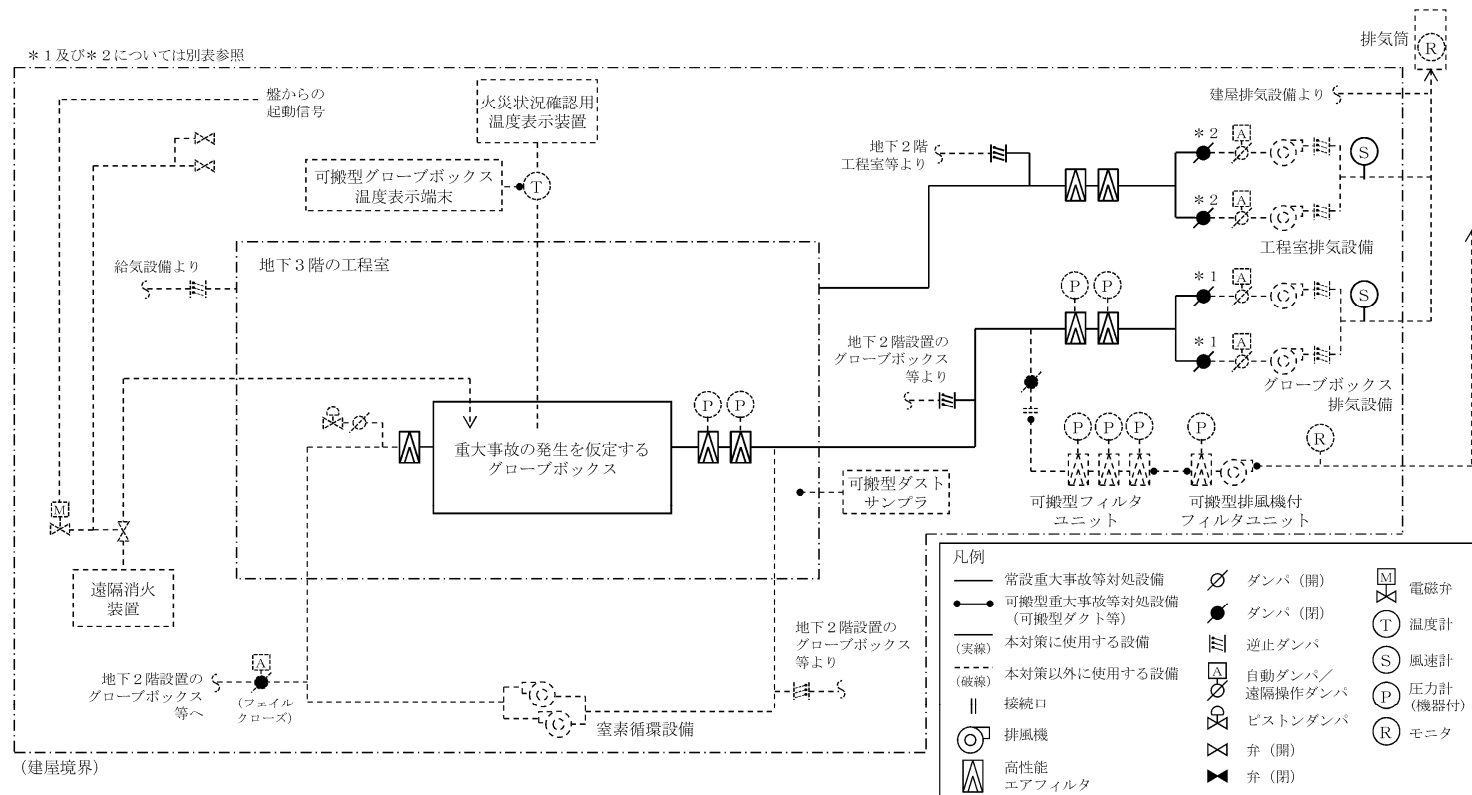 ＊１及び＊２については別表参照
盤からの
起動信号
火災状況確認用
温度表示装置
可搬型グローブボックス
温度表示端末
T
給気設備より
地下３階の工程室
地下２階
工程室等より
排気筒
R
建屋排気設備より
＊２
A
S
＊２
A
工程室排気設備
P
P
＊１
A
S
＊１
A
グローブボックス
排気設備
地下２階設置の
グローブボックス
等より
P
P
重大事故の発生を仮定する
グローブボックス
可搬型ダスト
サンプラ
P
P
P
P
R
可搬型フィルタ
ユニット
可搬型排風機付
フィルタユニット
M
遠隔消火
装置
地下２階設置の
グローブボックス
等へ
A
(フェイル
クローズ)
窒素循環設備
地下２階設置の
グローブボックス
等より
(建屋境界)
凡例
常設重大事故等対処設備
可搬型重大事故等対処設備
（可搬型ダクト等）
(実線)
本対策に使用する設備
(破線)
本対策以外に使用する設備
接続口
排風機
高性能
エアフィルタ
ダンパ（開）
ダンパ（閉）
逆止ダンパ
A
自動ダンパ／
遠隔操作ダンパ
ピストンダンパ
弁（開）
弁（閉）
M
電磁弁
T
温度計
S
風速計
P
圧力計
(機器付)
R
モニタ